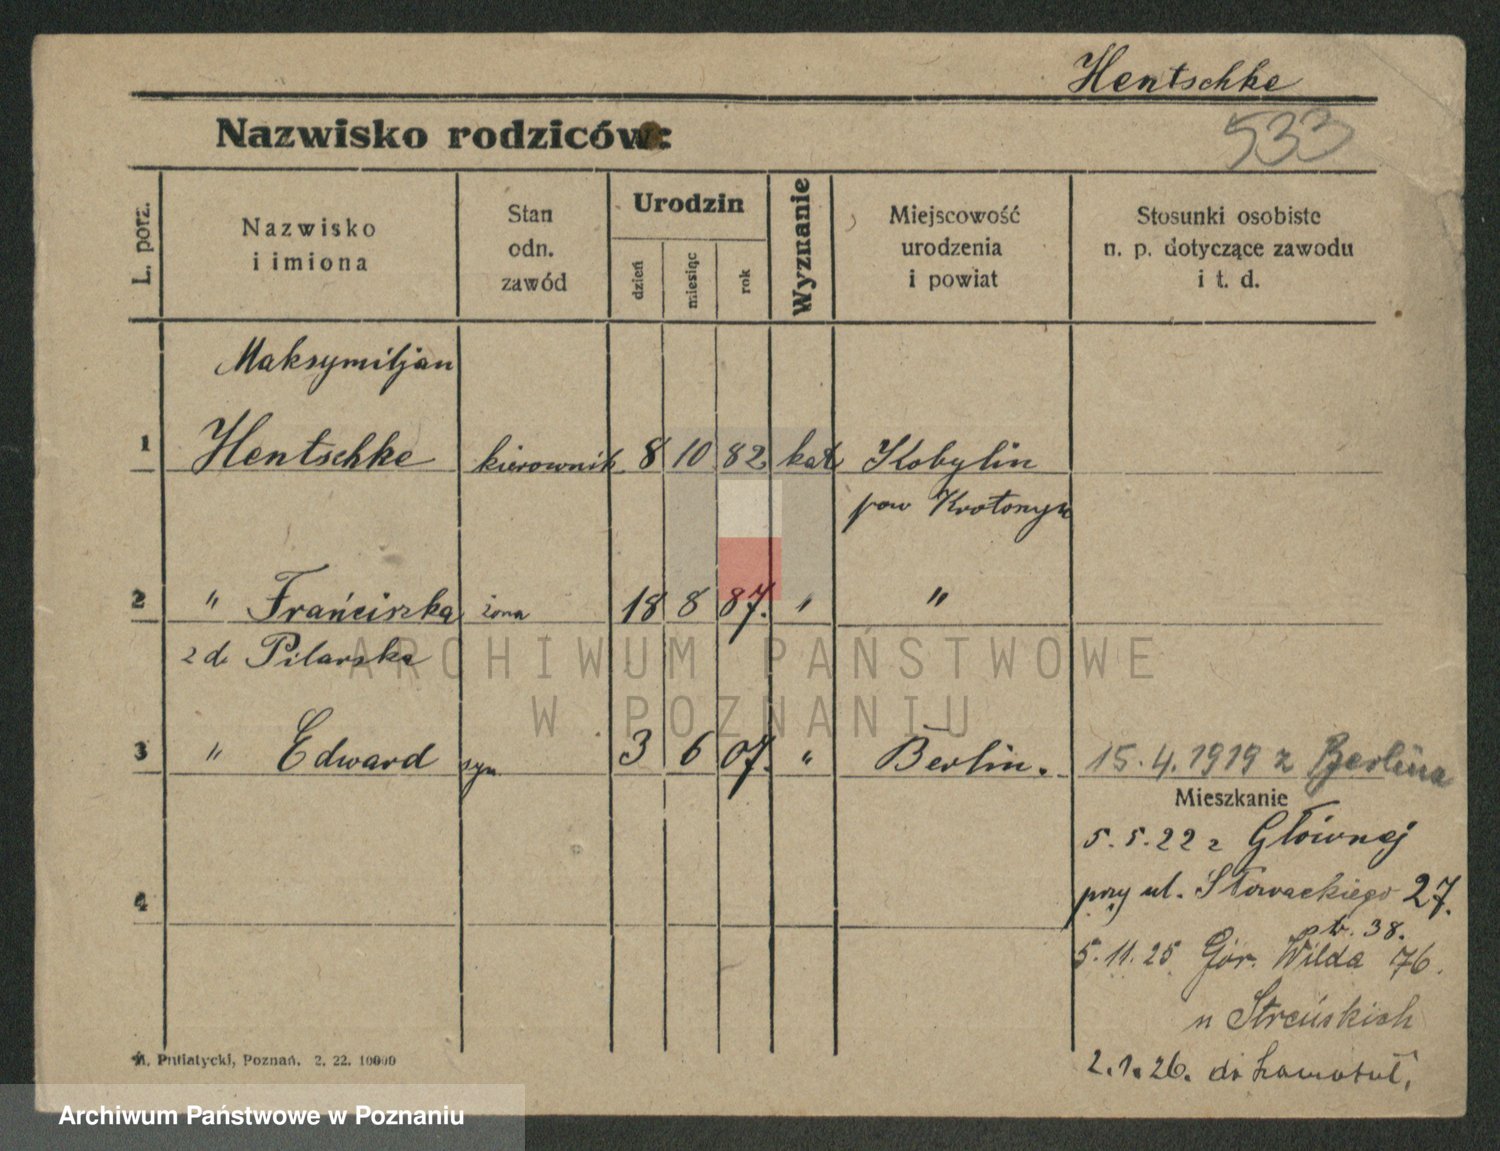 Hentschke
Nazwisko rodziców:
533
L. porz.
Nazwisko
i imiona
Stan
odn.
zawód
Urodzin
dzień
miesiąc
rok
Wyznanie
Miejscowość
urodzenia
i powiat
Stosunki osobiste
n. p. dotyczące zawodu
i t. d.
Maksymiljan
1 Hentschke kierownik 8 10 82 kat Kobylin
pow Krotoszyn
2 " Frańciszka żona 18 8 87. " "
z d. Pilarska
ARCHIWUM PAŃSTWOWE
W POZNANIU
3 " Edward syn 3 6 07. " Berlin. 15.4.1919 z Berlina
Mieszkanie
5.5.22 z Głównej
przy ul. Słowackiego 27.
4
ptr. 38.
5.11.25 Gór. Wilda 76.
u
2.1.26. do
A. Pniiatycki, Poznań. 2. 22. 10000
Archiwum Państwowe w Poznaniu